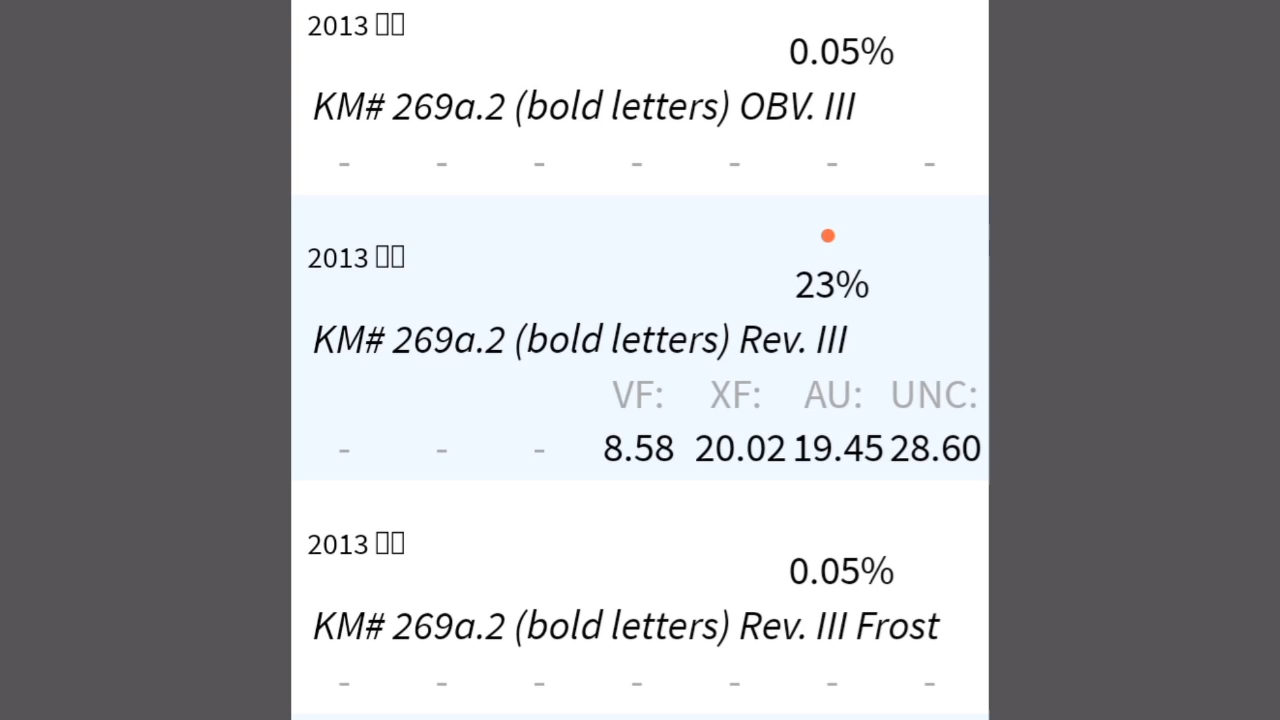 2013
0.05%
KM# 269a.2 (bold letters) OBV. III
- - - - - - -
2013
23%
KM# 269a.2 (bold letters) Rev. III
VF: XF: AU: UNC:
- - - 8.58 20.02 19.45 28.60
2013
0.05%
KM# 269a.2 (bold letters) Rev. III Frost
- - - - - - -